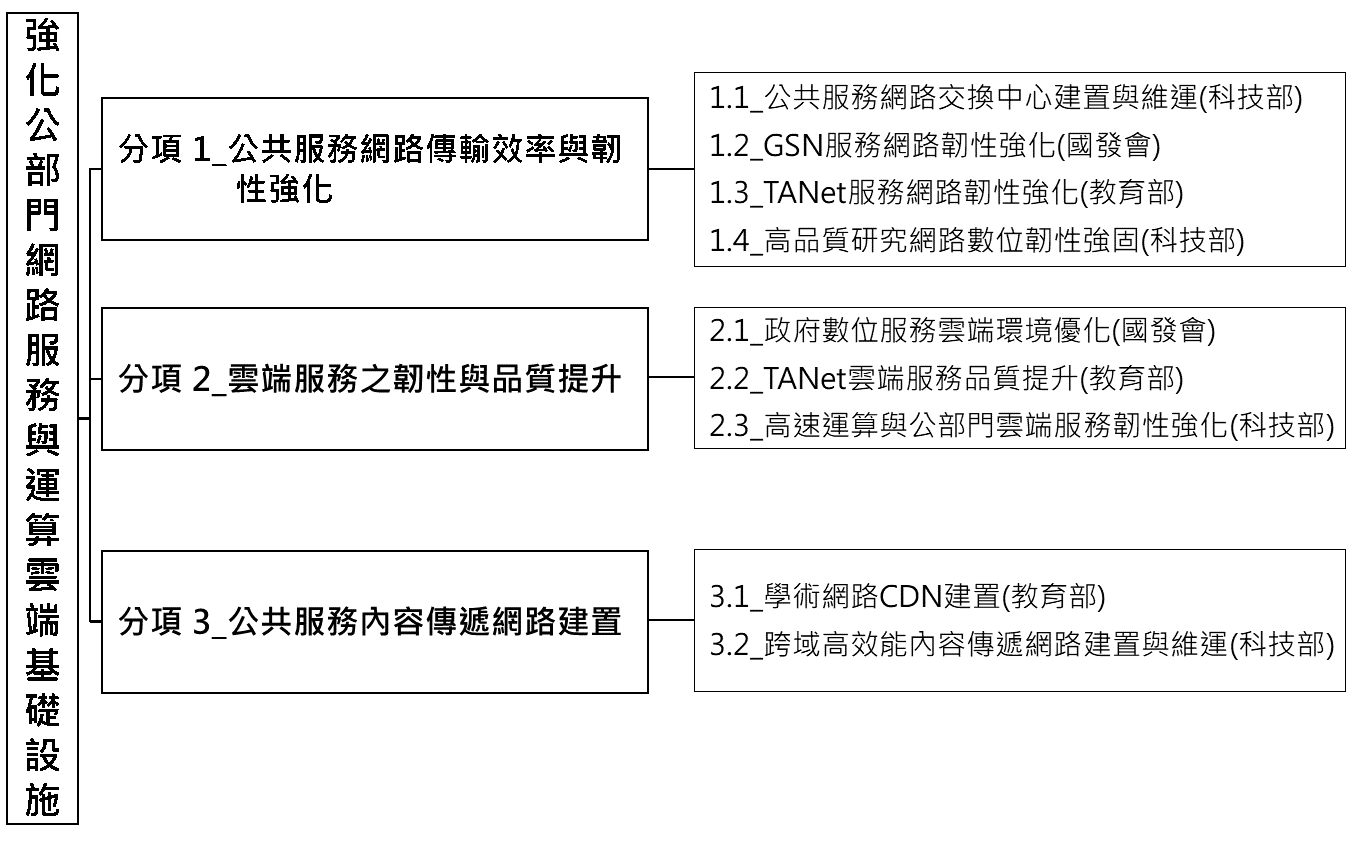 強化公部門網路服務與運算雲端基礎設施
分項 1_公共服務網路傳輸效率與韌
性強化
1.1_公共服務網路交換中心建置與維運(科技部)
1.2_GSN服務網路韌性強化(國發會)
1.3_TANet服務網路韌性強化(教育部)
1.4_高品質研究網路數位韌性強固(科技部)
分項 2_雲端服務之韌性與品質提升
2.1_政府數位服務雲端環境優化(國發會)
2.2_TANet雲端服務品質提升(教育部)
2.3_高速運算與公部門雲端服務韌性強化(科技部)
分項 3_公共服務內容傳遞網路建置
3.1_學術網路CDN建置(教育部)
3.2_跨域高效能內容傳遞網路建置與維運(科技部)